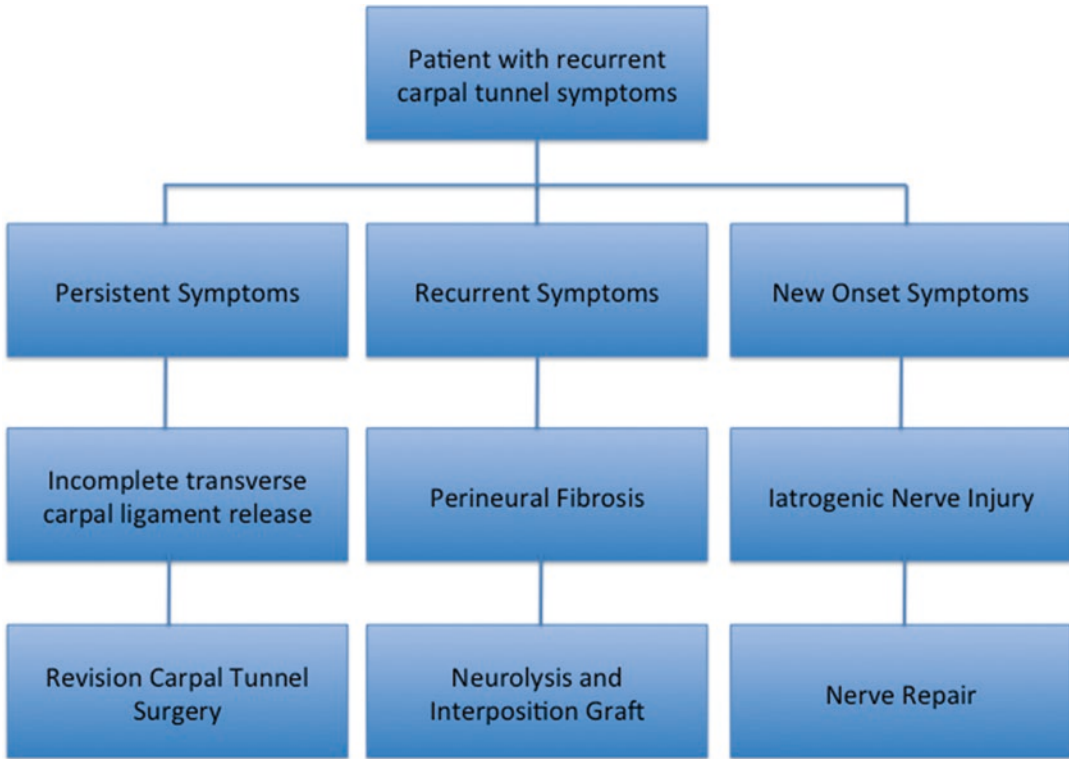 Patient with recurrent
carpal tunnel symptoms
Persistent Symptoms
Recurrent Symptoms
New Onset Symptoms
Incomplete transverse
carpal ligament release
Perineural Fibrosis
Iatrogenic Nerve Injury
Revision Carpal Tunnel
Surgery
Neurolysis and
Interposition Graft
Nerve Repair